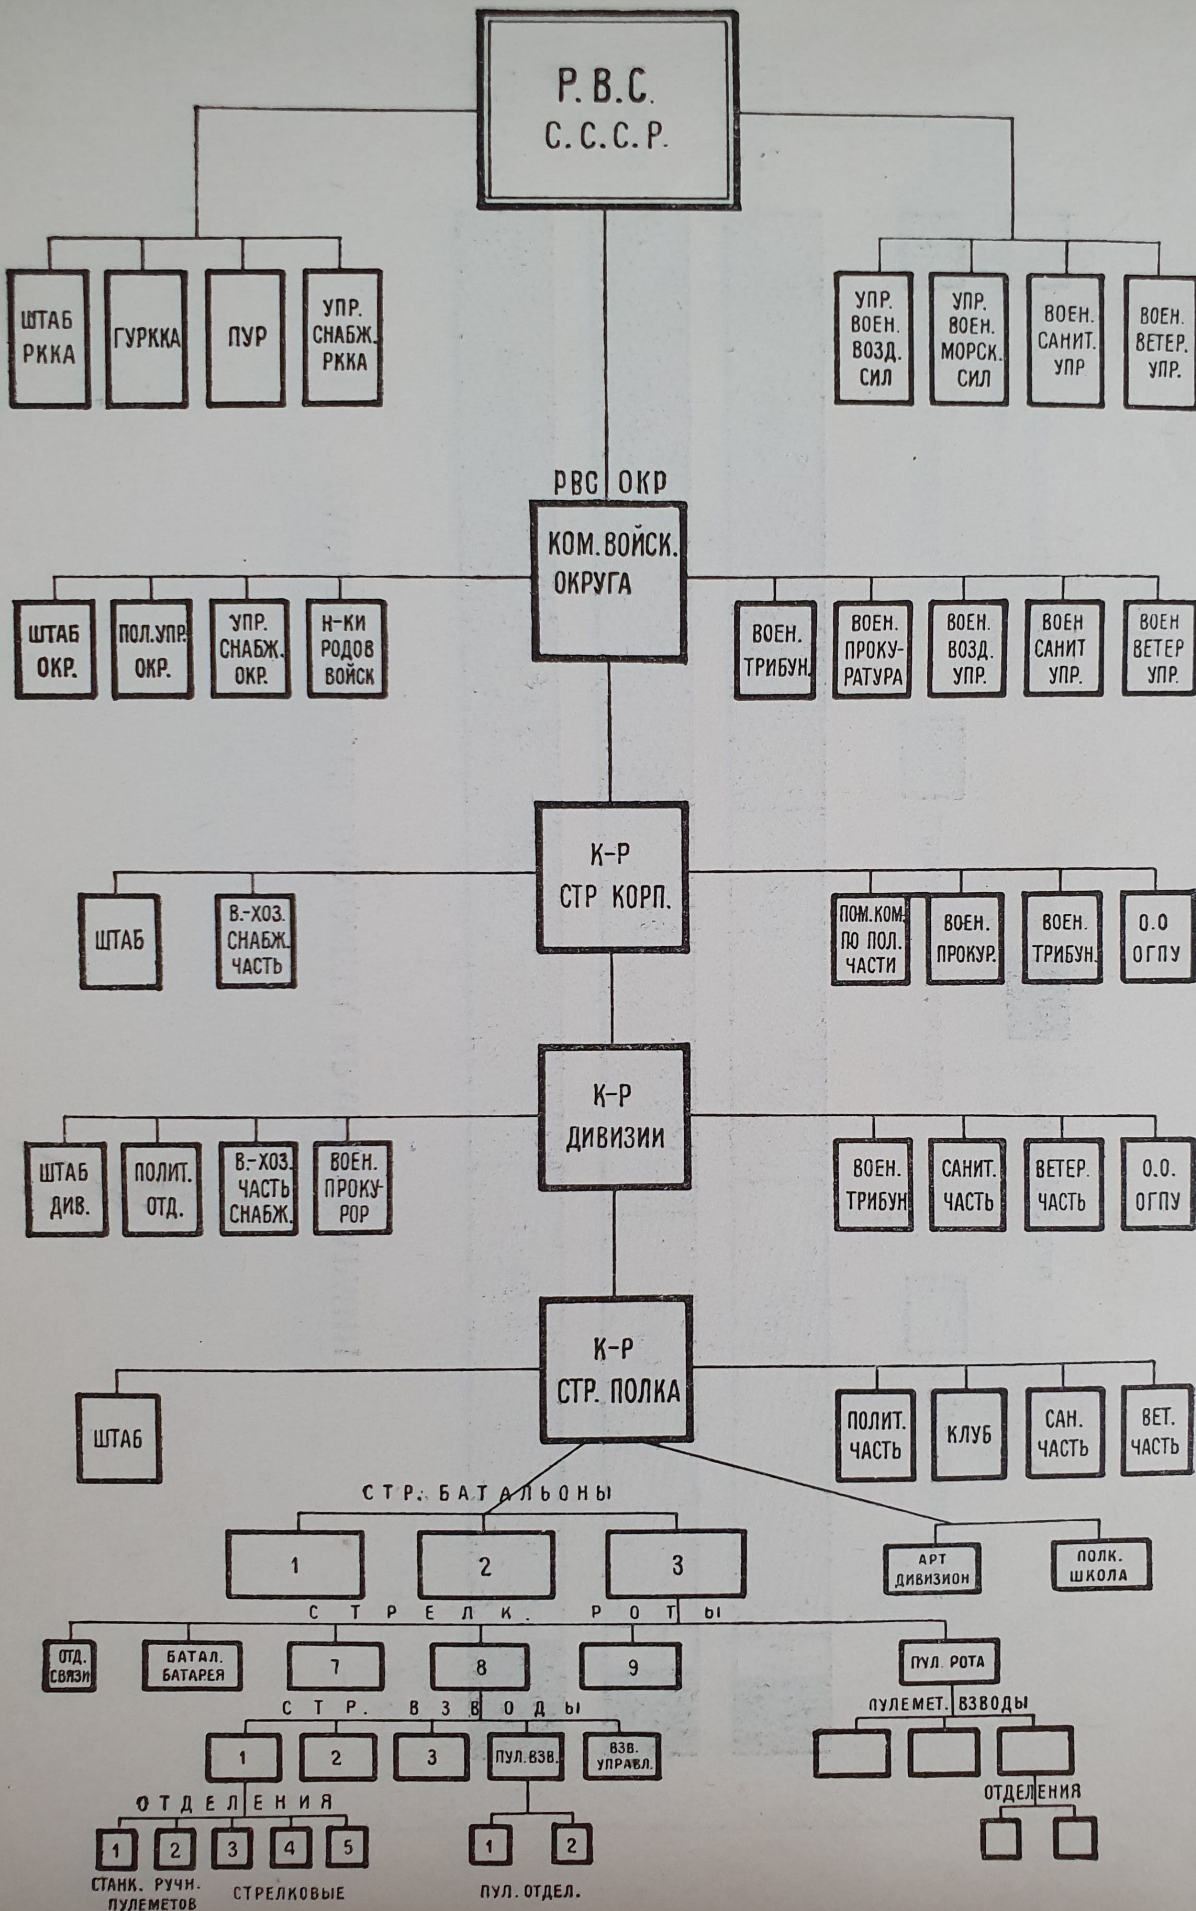 Р.В.С.
С.С.С.Р.
ШТАБ
РККА
ГУРККА
ПУР
УПР.
СНАБЖ.
РККА
УПР.
ВОЕН.
ВОЗД.
СИЛ
УПР.
ВОЕН.
МОРСК.
СИЛ
ВОЕН.
САНИТ.
УПР
ВОЕН.
ВЕТЕР.
УПР.
РВС ОКР
КОМ. ВОЙСК.
ОКРУГА
ШТАБ
ОКР.
ПОЛ.УПР.
ОКР.
УПР.
СНАБЖ.
ОКР.
Н-КИ
РОДОВ
ВОЙСК
ВОЕН.
ТРИБУН.
ВОЕН.
ПРОКУ-
РАТУРА
ВОЕН.
ВОЗД.
УПР.
ВОЕН
САНИТ
УПР.
ВОЕН
ВЕТЕР
УПР.
К-Р
СТР КОРП.
ШТАБ
В.-ХОЗ.
СНАБЖ.
ЧАСТЬ
ПОМ.КОМ.
ПО ПОЛ.
ЧАСТИ
ВОЕН.
ПРОКУР.
ВОЕН.
ТРИБУН.
О.О
ОГПУ
К-Р
ДИВИЗИИ
ШТАБ
ДИВ.
ПОЛИТ.
ОТД.
В.-ХОЗ.
ЧАСТЬ
СНАБЖ.
ВОЕН.
ПРОКУ-
РОР
ВОЕН.
ТРИБУН
САНИТ.
ЧАСТЬ
ВЕТЕР.
ЧАСТЬ
О.О.
ОГПУ
К-Р
СТР. ПОЛКА
ШТАБ
ПОЛИТ.
ЧАСТЬ
КЛУБ
САН.
ЧАСТЬ
ВЕТ.
ЧАСТЬ
СТР. БАТАЛЬОНЫ
1
2
3
АРТ
ДИВИЗИОН
ПОЛК.
ШКОЛА
СТРЕЛК. РОТЫ
ОТД.
СВЯЗИ
БАТАЛ.
БАТАРЕЯ
7
8
9
ПУЛ. РОТА
СТР. ВЗВОДЫ
ПУЛЕМЕТ. ВЗВОДЫ
1
2
3
ПУЛ. ВЗВ.
ВЗВ.
УПРАВЛ.
ОТДЕЛЕНИЯ
ОТДЕЛЕНИЯ
1
2
3
4
5
1
2
СТАНК. РУЧН.
ПУЛЕМЕТОВ
СТРЕЛКОВЫЕ
ПУЛ. ОТДЕЛ.